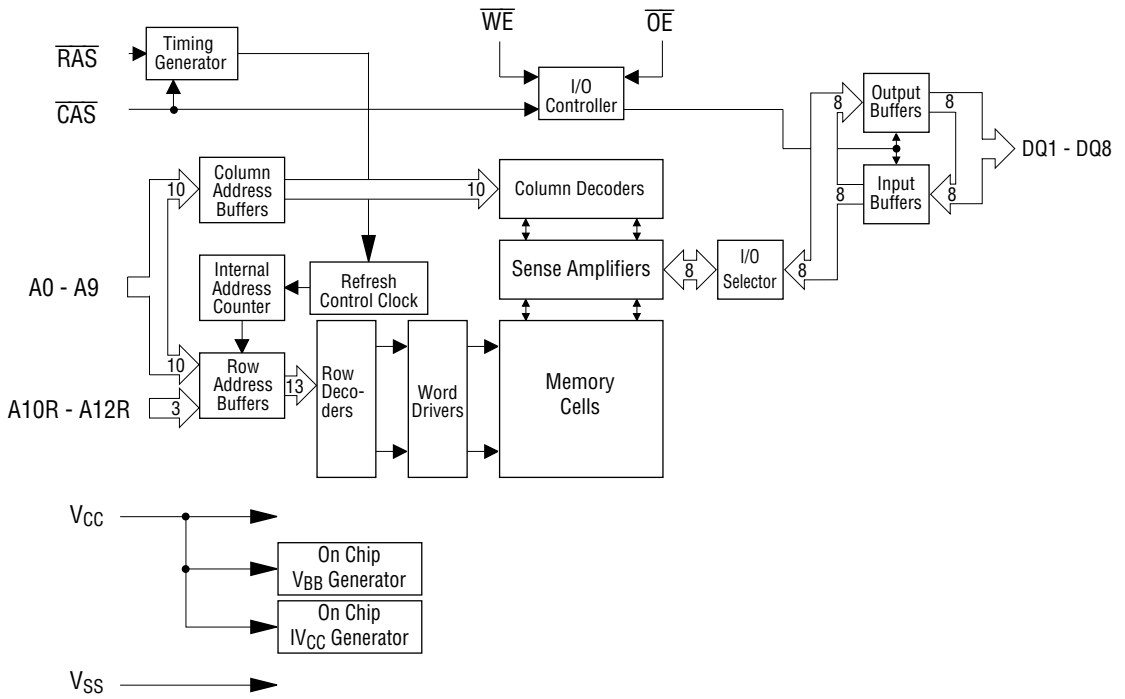 WE
OE
RAS
Timing
Generator
CAS
I/O
Controller
8
Output
Buffers
8
DQ1 - DQ8
8
Input
Buffers
8
10
Column
Address
Buffers
10
Column Decoders
A0 - A9
Internal
Address
Counter
Refresh
Control Clock
Sense Amplifiers
8
I/O
Selector
8
10
Row
Address
Buffers
13
A10R - A12R
3
Row
Deco-
ders
Word
Drivers
Memory
Cells
VCC
On Chip
VBB Generator
On Chip
IVCC Generator
VSS